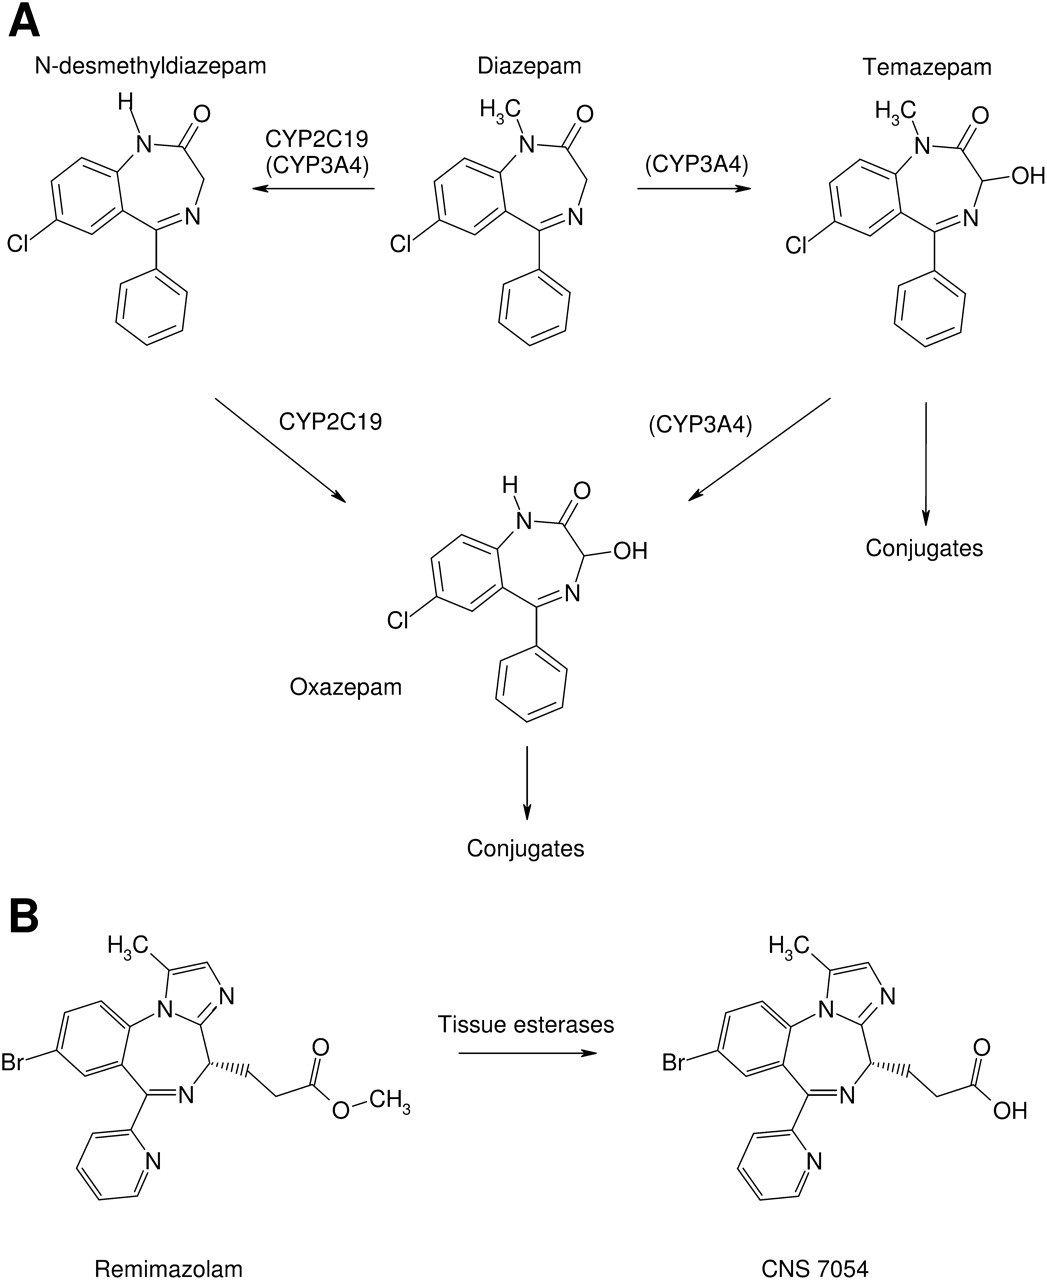 A
N-desmethyldiazepam
Diazepam
Temazepam
H
N
O
N
Cl
CYP2C19
(CYP3A4)
H3C
N
O
N
Cl
(CYP3A4)
H3C
N
O
OH
N
Cl
CYP2C19
(CYP3A4)
H
N
O
OH
N
Cl
Oxazepam
Conjugates
Conjugates
B
H3C
N
N
Br
N
O
O
CH3
N
Remimazolam
Tissue esterases
H3C
N
N
Br
N
O
OH
N
CNS 7054